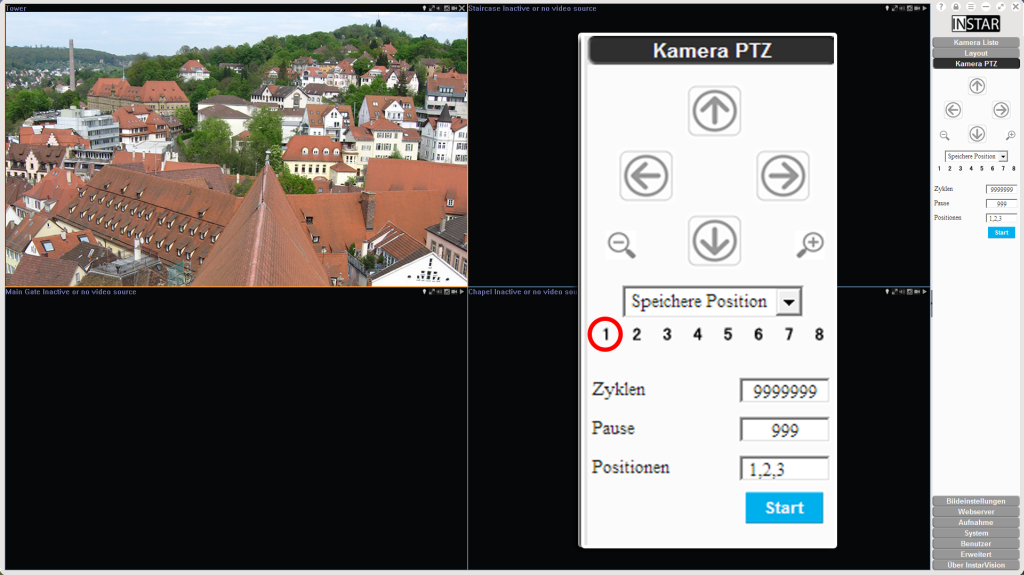 Tower
Staircase Inactive or no video source
Main Gate Inactive or no video source
Chapel Inactive or no video sou
Kamera PTZ
Speichere Position
1 2 3 4 5 6 7 8
Zyklen 9999999
Pause 999
Positionen 1,2,3
Start
INSTAR
Kamera Liste
Layout
Kamera PTZ
Speichere Position
1 2 3 4 5 6 7 8
Zyklen 9999999
Pause 999
Positionen 1,2,3
Start
Bildeinstellungen
Webserver
Aufnahme
System
Benutzer
Erweitert
Über InstarVision